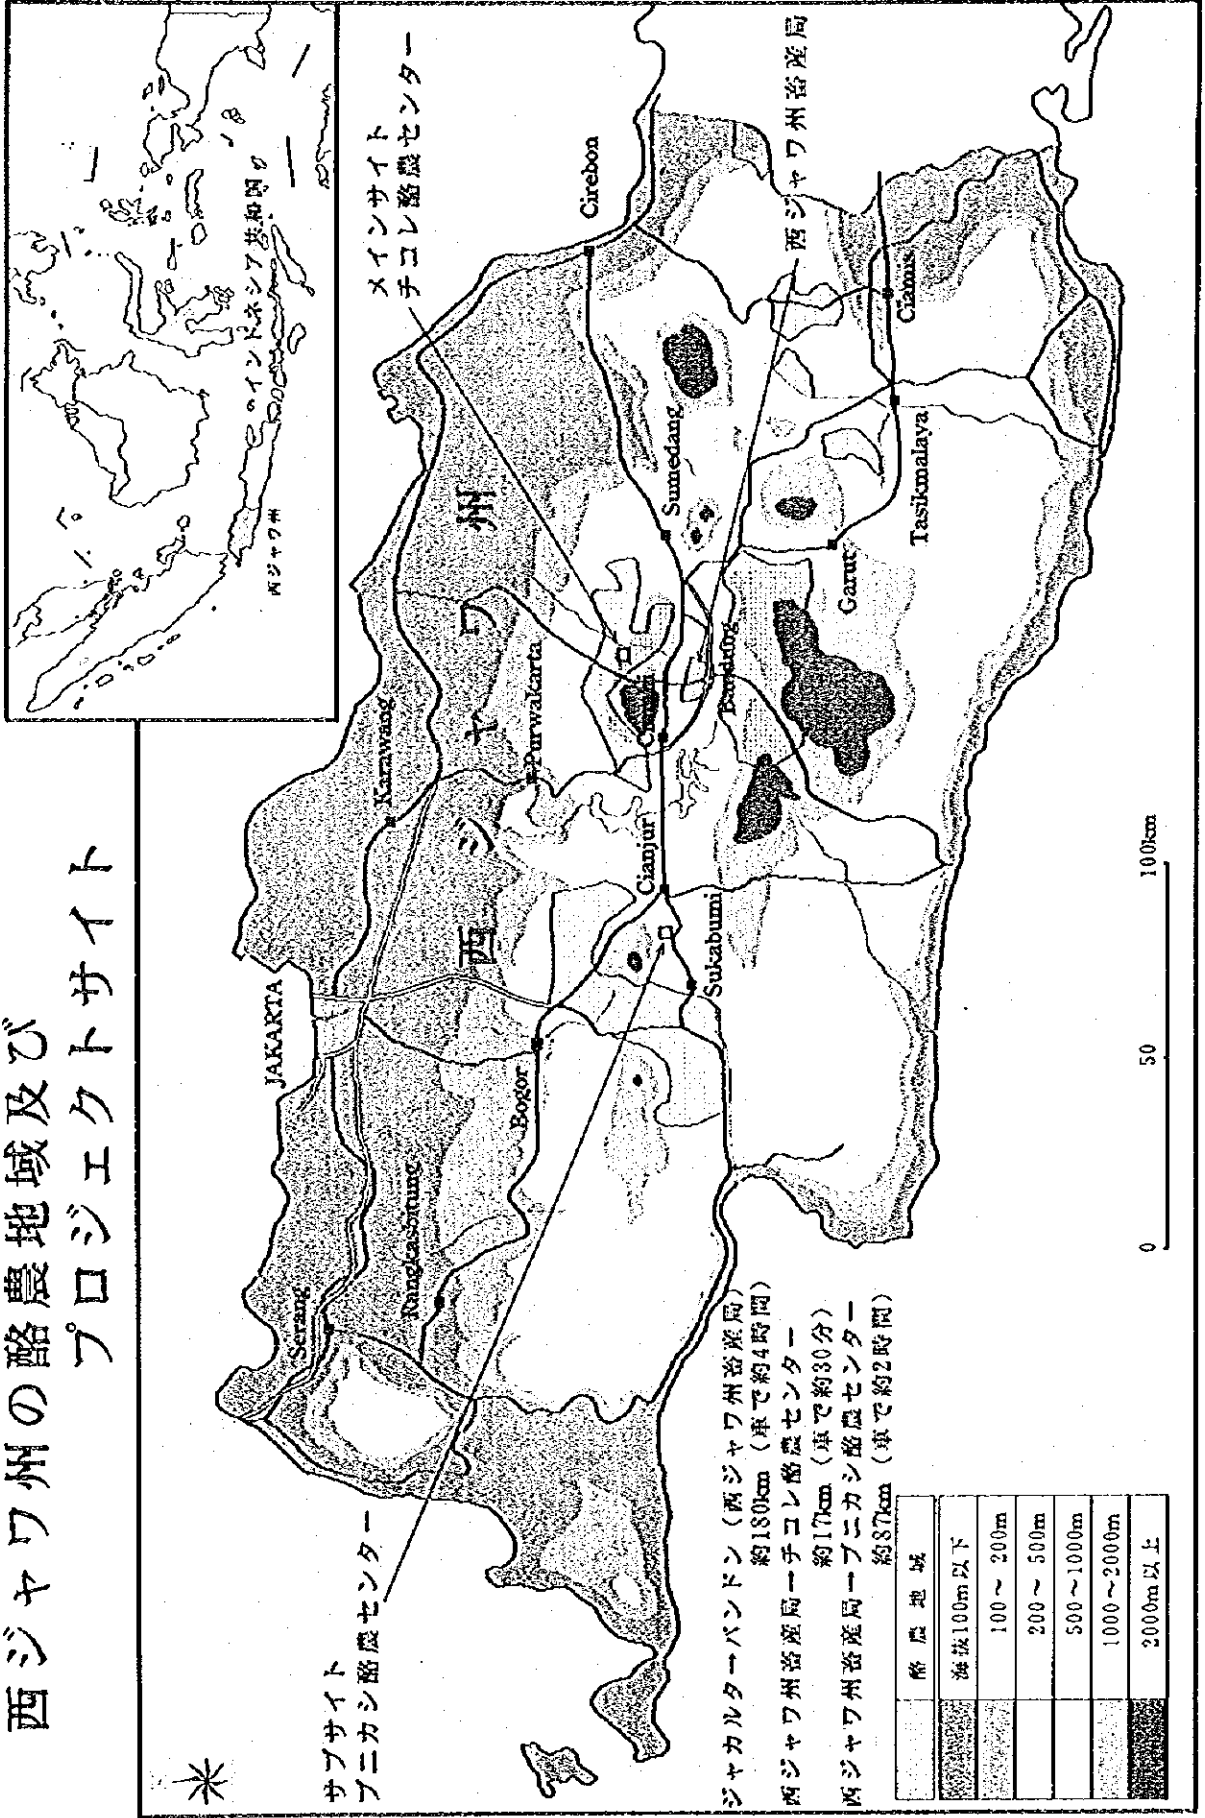 西ジャワ州の酪農地域及び
プロジェクトサイト
インドネシア共和国
西ジャワ州
メインサイト
チコレ酪農センター
西ジャワ州畜産局
サブサイト
ブニカシ酪農センター
西ジャワ州
JAKARTA
Serang
Rangkasbitung
Bogor
Karawang
Purwakarta
Cianjur
Sukabumi
Bandung
Sumedang
Cirebon
Garut
Tasikmalaya
Ciamis
ジャカルターバンドン（西ジャワ州畜産局）
約180km（車で約4時間）
西ジャワ州畜産局ーチコレ酪農センター
約17km（車で約30分）
西ジャワ州畜産局ーブニカシ酪農センター
約87km（車で約2時間）
酪農地域
海抜100m以下
100～200m
200～500m
500～1000m
1000～2000m
2000m以上
0 50 100km